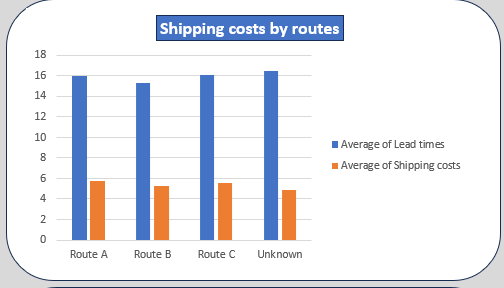 Shipping costs by routes
18
16
14
12
10
8
6
4
2
0
Route A Route B Route C Unknown
Average of Lead times
Average of Shipping costs